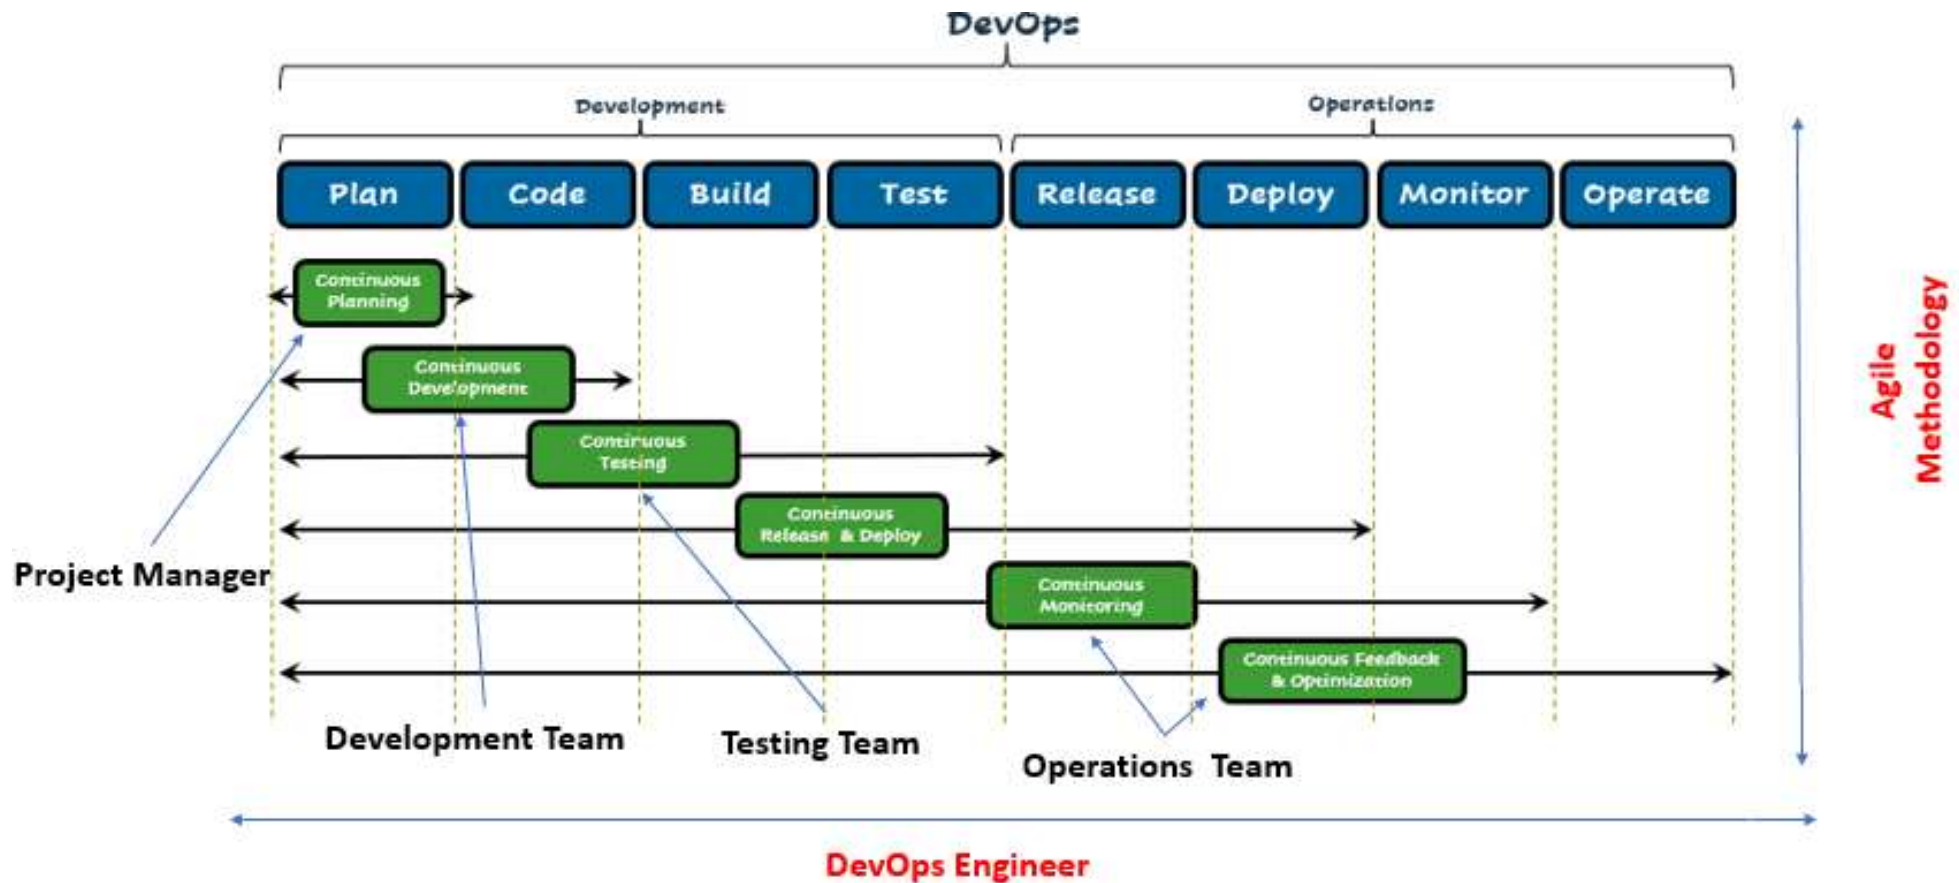 DevOps
Development
Operations
Plan
Code
Build
Test
Release
Deploy
Monitor
Operate
Continuous
Planning
Continuous
Development
Continuous
Testing
Continuous
Release & Deploy
Continuous
Monitoring
Continuous Feedback
& Optimization
Project Manager
Development Team
Testing Team
Operations Team
DevOps Engineer
Agile
Methodology